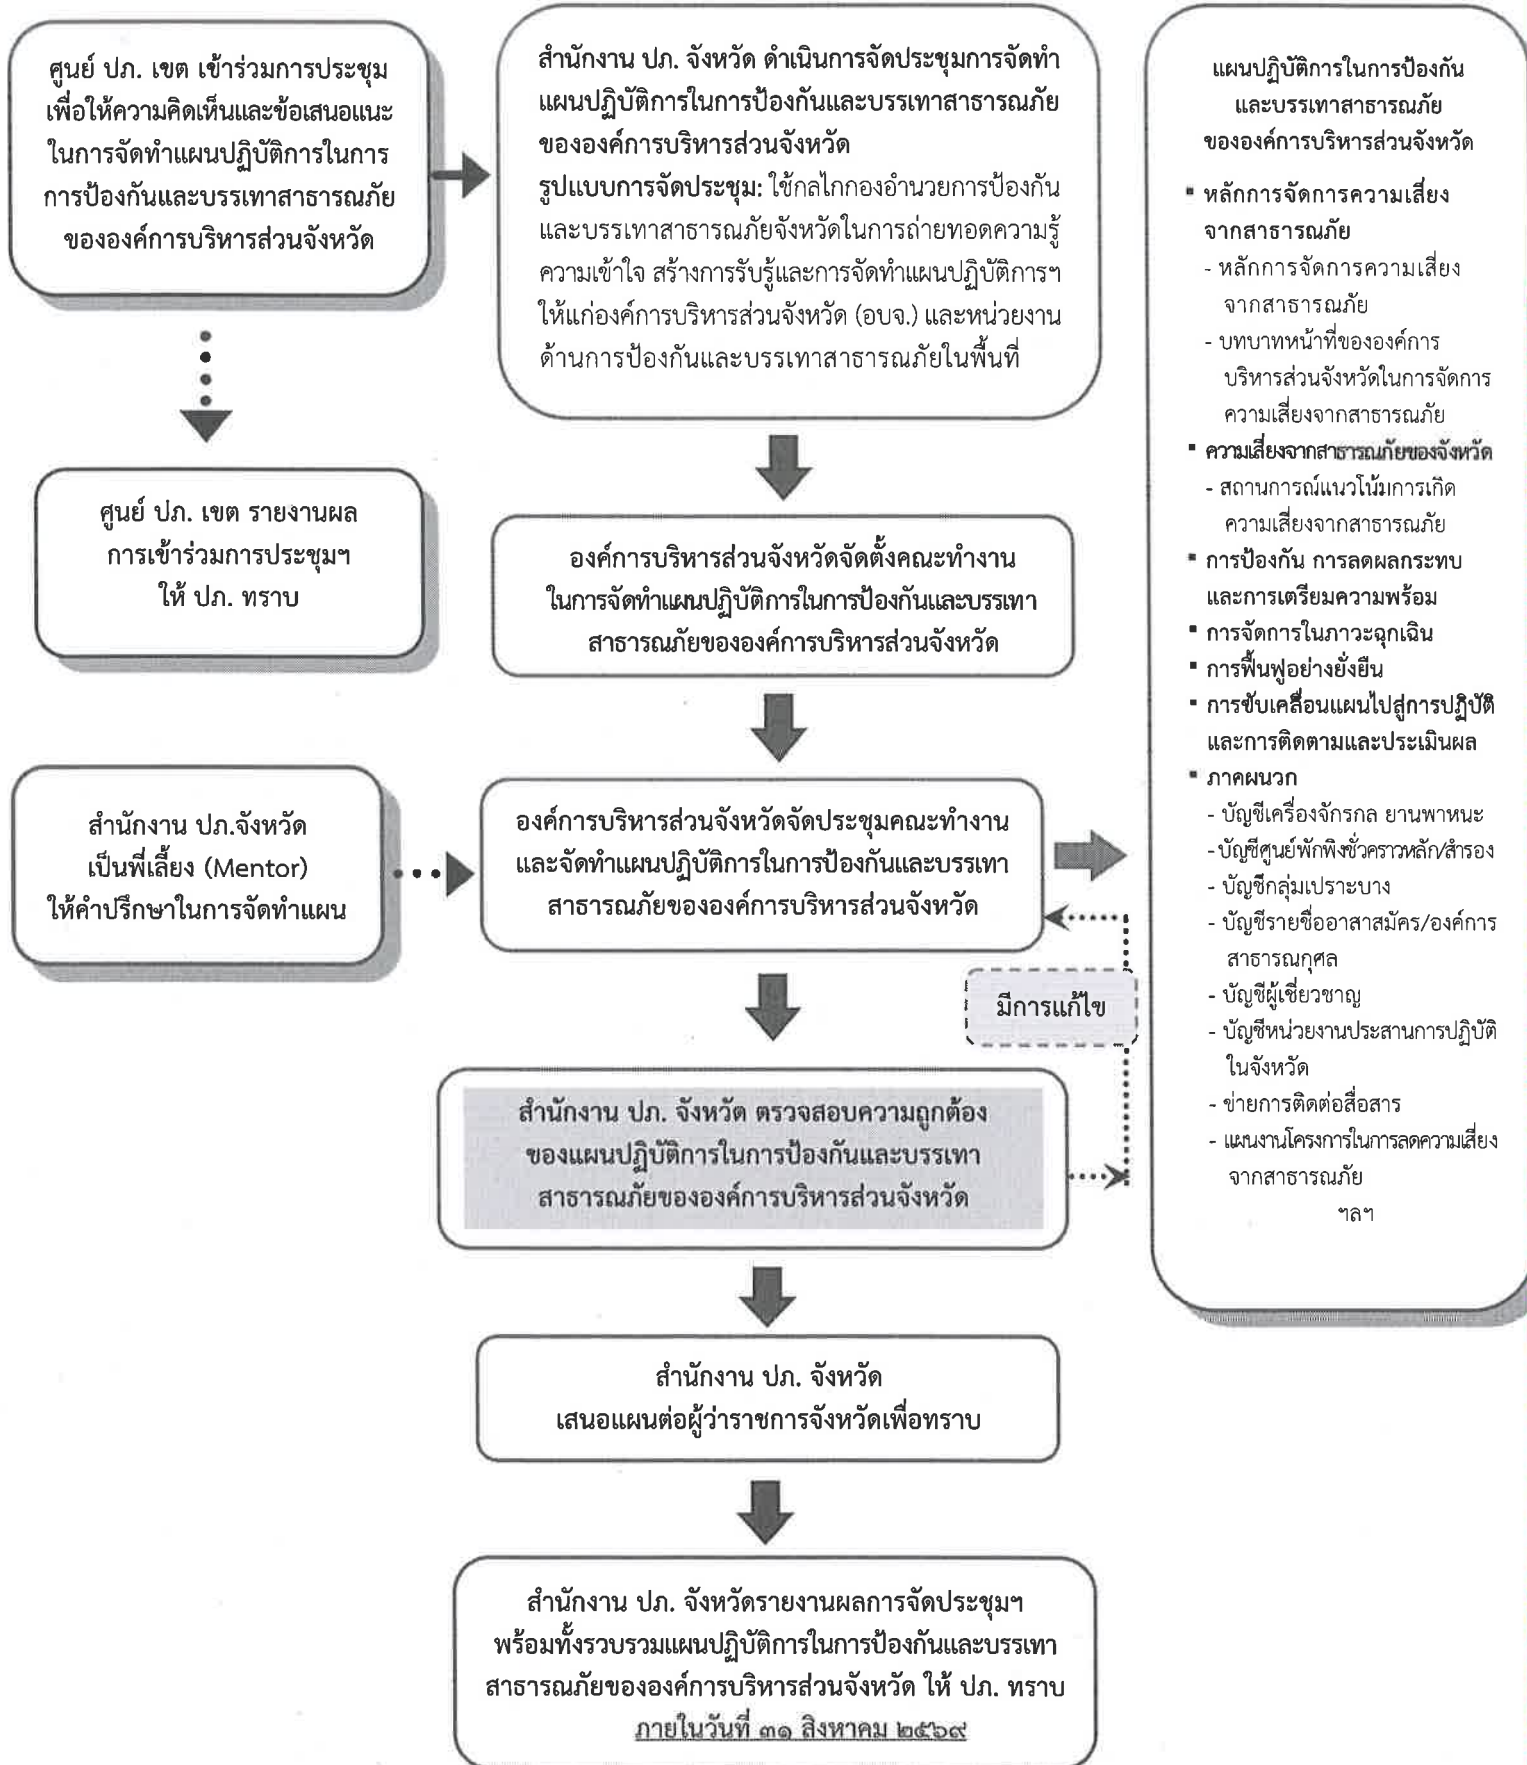 ศูนย์ ปภ. เขต เข้าร่วมการประชุม
เพื่อให้ความคิดเห็นและข้อเสนอแนะ
ในการจัดทำแผนปฏิบัติการในการ
การป้องกันและบรรเทาสาธารณภัย
ขององค์การบริหารส่วนจังหวัด
สำนักงาน ปภ. จังหวัด ดำเนินการจัดประชุมการจัดทำ
แผนปฏิบัติการในการป้องกันและบรรเทาสาธารณภัย
ขององค์การบริหารส่วนจังหวัด
รูปแบบการจัดประชุม: ใช้กลไกกองอำนวยการป้องกัน
และบรรเทาสาธารณภัยจังหวัดในการถ่ายทอดความรู้
ความเข้าใจ สร้างการรับรู้และการจัดทำแผนปฏิบัติการฯ
ให้แก่องค์การบริหารส่วนจังหวัด (อบจ.) และหน่วยงาน
ด้านการป้องกันและบรรเทาสาธารณภัยในพื้นที่
ศูนย์ ปภ. เขต รายงานผล
การเข้าร่วมการประชุมฯ
ให้ ปภ. ทราบ
องค์การบริหารส่วนจังหวัดจัดตั้งคณะทำงาน
ในการจัดทำแผนปฏิบัติการในการป้องกันและบรรเทา
สาธารณภัยขององค์การบริหารส่วนจังหวัด
สำนักงาน ปภ.จังหวัด
เป็นพี่เลี้ยง (Mentor)
ให้คำปรึกษาในการจัดทำแผน
องค์การบริหารส่วนจังหวัดจัดประชุมคณะทำงาน
และจัดทำแผนปฏิบัติการในการป้องกันและบรรเทา
สาธารณภัยขององค์การบริหารส่วนจังหวัด
มีการแก้ไข
สำนักงาน ปภ. จังหวัด ตรวจสอบความถูกต้อง
ของแผนปฏิบัติการในการป้องกันและบรรเทา
สาธารณภัยขององค์การบริหารส่วนจังหวัด
สำนักงาน ปภ. จังหวัด
เสนอแผนต่อผู้ว่าราชการจังหวัดเพื่อทราบ
สำนักงาน ปภ. จังหวัดรายงานผลการจัดประชุมฯ
พร้อมทั้งรวบรวมแผนปฏิบัติการในการป้องกันและบรรเทา
สาธารณภัยขององค์การบริหารส่วนจังหวัด ให้ ปภ. ทราบ
ภายในวันที่ ๓๑ สิงหาคม ๒๕๖๙
แผนปฏิบัติการในการป้องกัน
และบรรเทาสาธารณภัย
ขององค์การบริหารส่วนจังหวัด
▪ หลักการจัดการความเสี่ยง
จากสาธารณภัย
- หลักการจัดการความเสี่ยง
จากสาธารณภัย
- บทบาทหน้าที่ขององค์การ
บริหารส่วนจังหวัดในการจัดการ
ความเสี่ยงจากสาธารณภัย
▪ ความเสี่ยงจากสาธารณภัยของจังหวัด
- สถานการณ์แนวโน้มการเกิด
ความเสี่ยงจากสาธารณภัย
▪ การป้องกัน การลดผลกระทบ
และการเตรียมความพร้อม
▪ การจัดการในภาวะฉุกเฉิน
▪ การฟื้นฟูอย่างยั่งยืน
▪ การขับเคลื่อนแผนไปสู่การปฏิบัติ
และการติดตามและประเมินผล
▪ ภาคผนวก
- บัญชีเครื่องจักรกล ยานพาหนะ
- บัญชีศูนย์พักพิงชั่วคราวหลัก/สำรอง
- บัญชีกลุ่มเปราะบาง
- บัญชีรายชื่ออาสาสมัคร/องค์การ
สาธารณกุศล
- บัญชีผู้เชี่ยวชาญ
- บัญชีหน่วยงานประสานการปฏิบัติ
ในจังหวัด
- ข่ายการติดต่อสื่อสาร
- แผนงานโครงการในการลดความเสี่ยง
จากสาธารณภัย
ฯลฯ